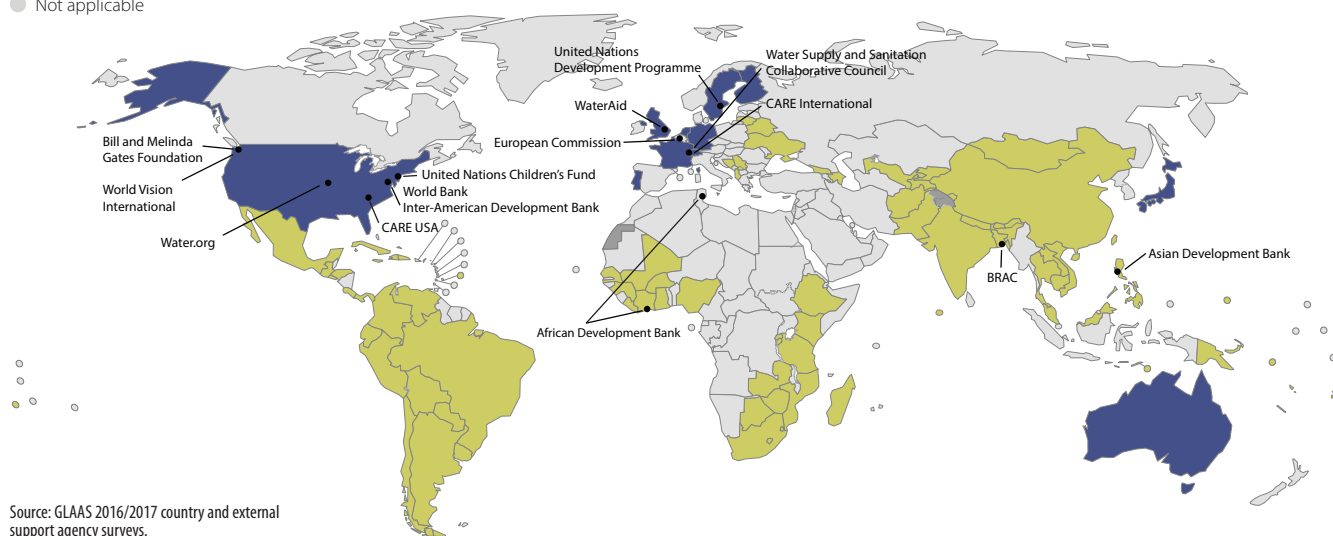 Not applicable
United Nations
Development Programme
Water Supply and Sanitation
Collaborative Council
WaterAid
CARE International
European Commission
Bill and Melinda
Gates Foundation
United Nations Children's Fund
World Vision
International
World Bank
Inter-American Development Bank
CARE USA
Water.org
Asian Development Bank
BRAC
African Development Bank
Source: GLAAS 2016/2017 country and external
support agency surveys.